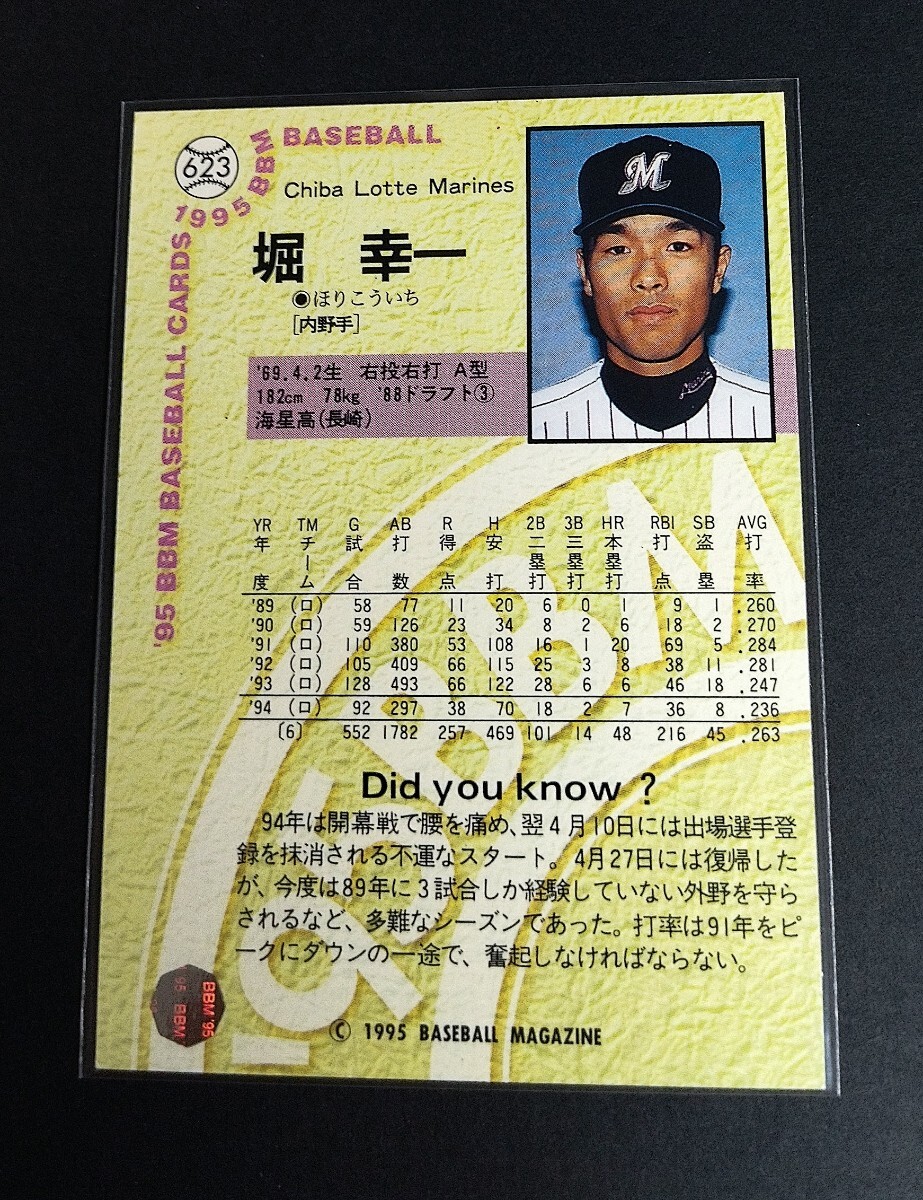 623
'95 BBM BASEBALL CARDS 1995 BBM BASEBALL
Chiba Lotte Marines
堀 幸一
●ほりこういち
[内野手]
'69.4.2生 右投右打 A型
182cm 78kg '88ドラフト③
海星高(長崎)
M
YR TM G AB R H 2B 3B HR RBI SB AVG
年度 チーム 試合 打数 得点 安打 二塁打 三塁打 本塁打 打点 盗塁 打率
'89 (ロ) 58 77 11 20 6 0 1 9 1 .260
'90 (ロ) 59 126 23 34 8 2 6 18 2 .270
'91 (ロ) 110 380 53 108 16 1 20 69 5 .284
'92 (ロ) 105 409 66 115 25 3 8 38 11 .281
'93 (ロ) 128 493 66 122 28 6 6 46 18 .247
'94 (ロ) 92 297 38 70 18 2 7 36 8 .236
〔6〕 552 1782 257 469 101 14 48 216 45 .263
Did you know ?
94年は開幕戦で腰を痛め、翌4月10日には出場選手登
録を抹消される不運なスタート。4月27日には復帰した
が、今度は89年に3試合しか経験していない外野を守ら
されるなど、多難なシーズンであった。打率は91年をピ
ークにダウンの一途で、奮起しなければならない。
'95 BBM
BBM '95
'95 BBM
© 1995 BASEBALL MAGAZINE